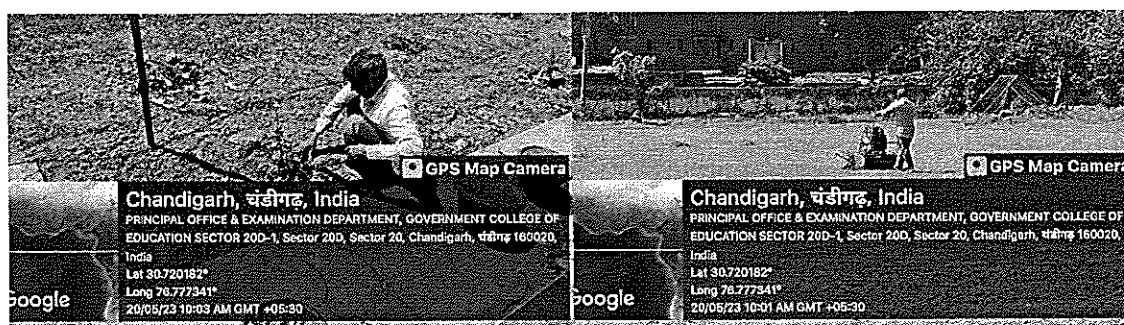 GPS Map Camera
Chandigarh, चंडीगढ़, India
PRINCIPAL OFFICE & EXAMINATION DEPARTMENT, GOVERNMENT COLLEGE OF
EDUCATION SECTOR 20D-1, Sector 20D, Sector 20, Chandigarh, चंडीगढ़ 160020,
India
Lat 30.720182°
Long 76.777341°
20/05/23 10:03 AM GMT +05:30
Google
GPS Map Camera
Chandigarh, चंडीगढ़, India
PRINCIPAL OFFICE & EXAMINATION DEPARTMENT, GOVERNMENT COLLEGE OF
EDUCATION SECTOR 20D-1, Sector 20D, Sector 20, Chandigarh, चंडीगढ़ 160020,
India
Lat 30.720182°
Long 76.777341°
20/05/23 10:01 AM GMT +05:30
Google